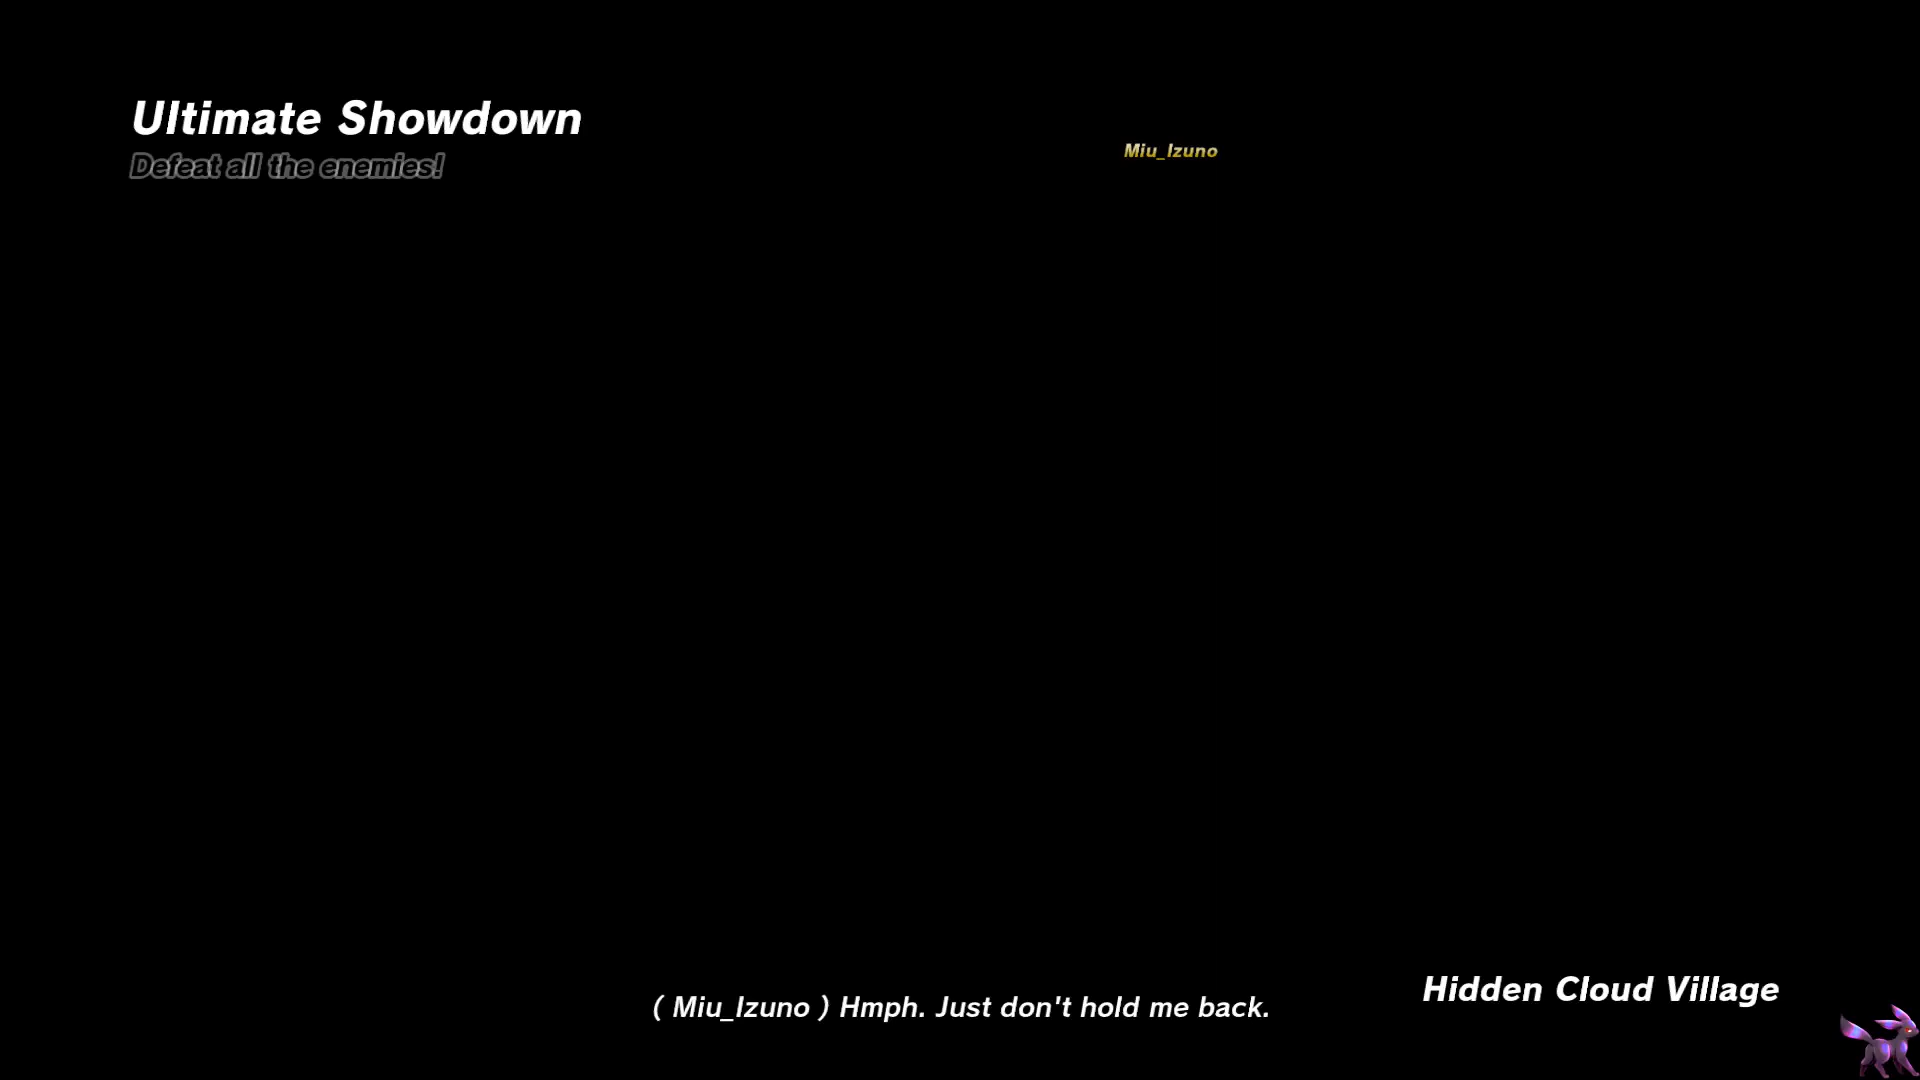 Ultimate Showdown
Defeat all the enemies!
Miu_Izuno
( Miu_Izuno ) Hmph. Just don't hold me back.
Hidden Cloud Village